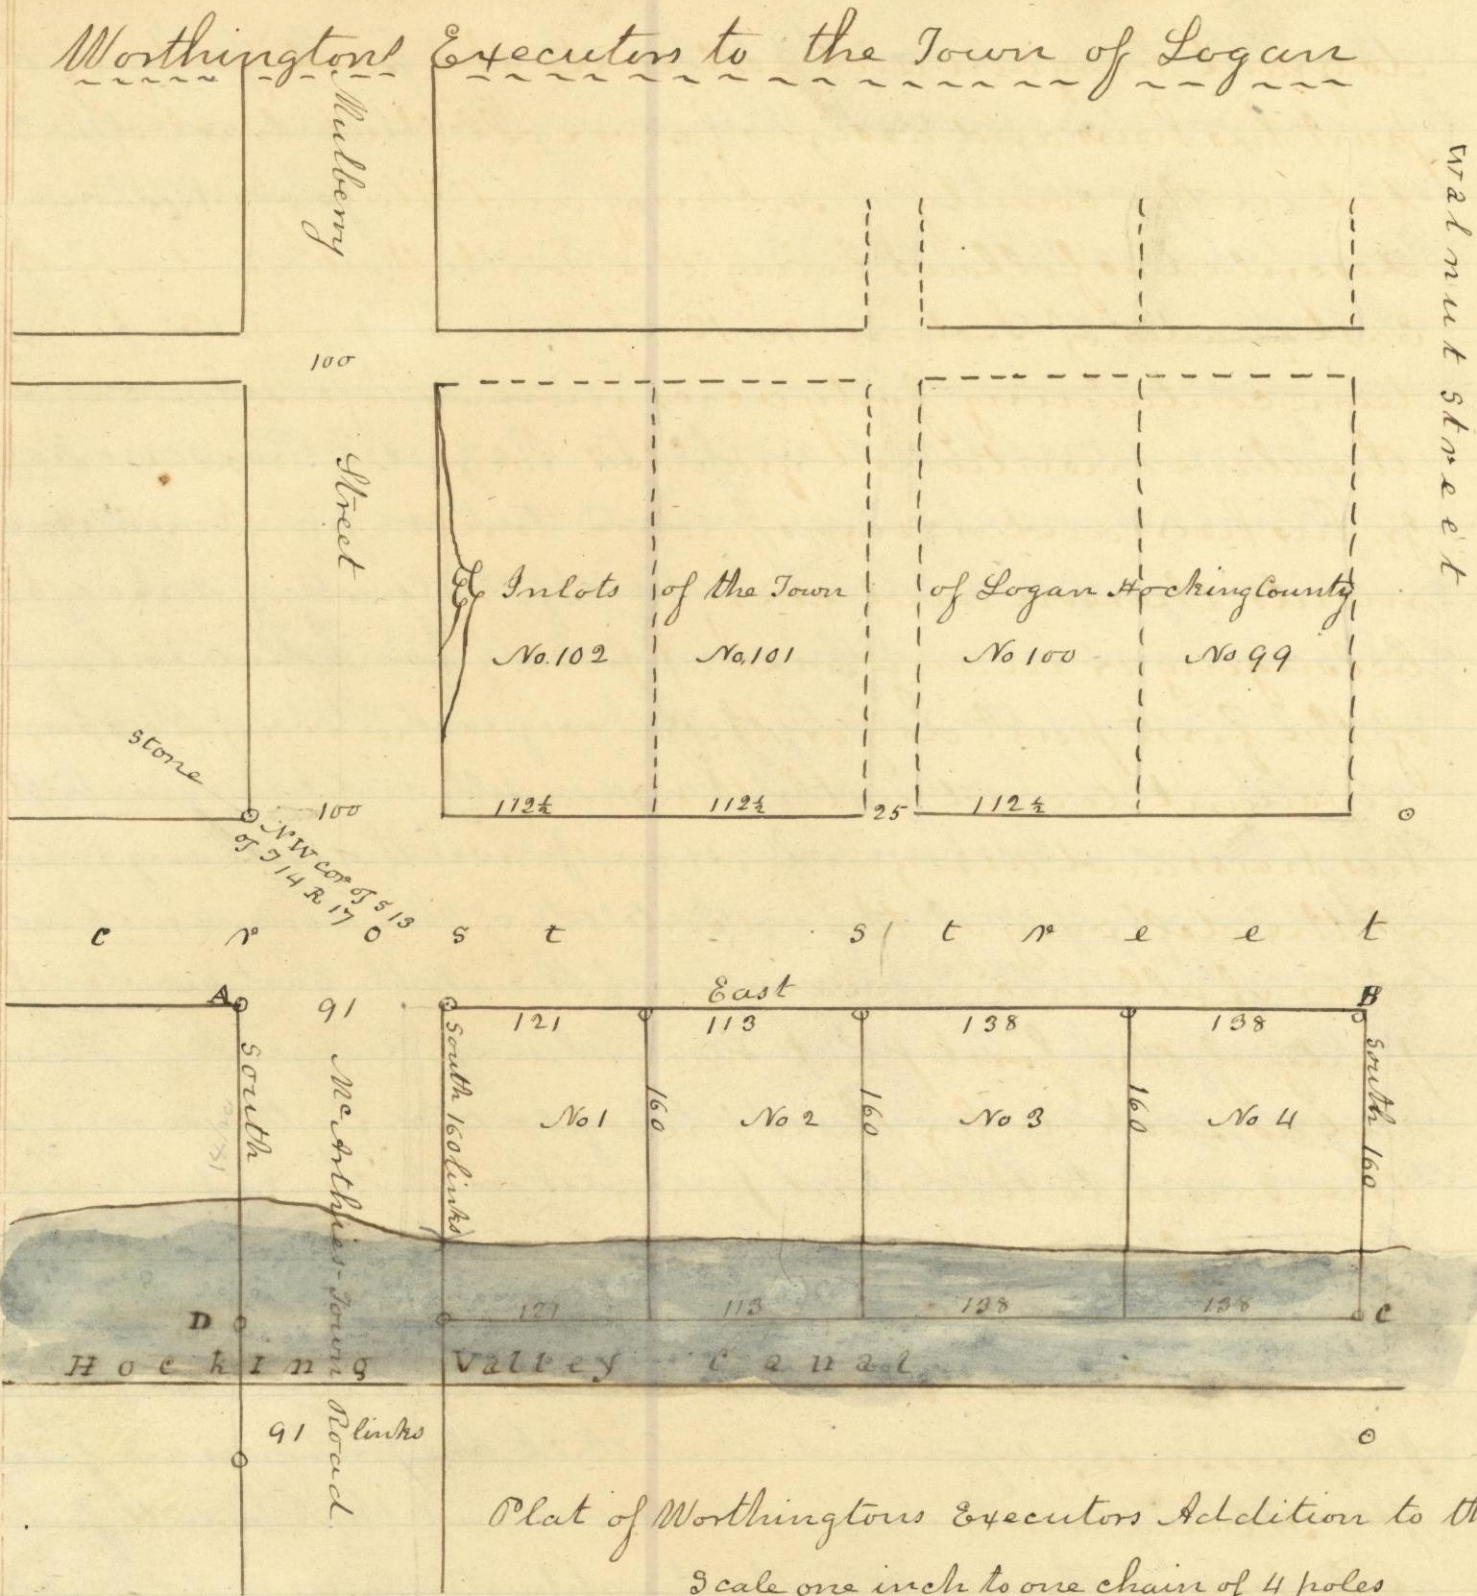 Worthingtons Executors to the Town of Logan
Mulberry
Walnut Street
100
Street
Inlots of the Town of Logan Hocking County
No. 102 No. 101 No 100 No 99
stone
100
112½ 112½ 25 112½
N W cor of S 13
of T 14 R 17
Crost Street
East
A 91 B
121 113 138 138
South
South 160 links
160 160 160
South 160
No 1 No 2 No 3 No 4
McArthies-Town Road
121 113 138 138
D C
Hocking Valley Canal
91 links
Plat of Worthingtons Executors Addition to th
Scale one inch to one chain of 4 poles